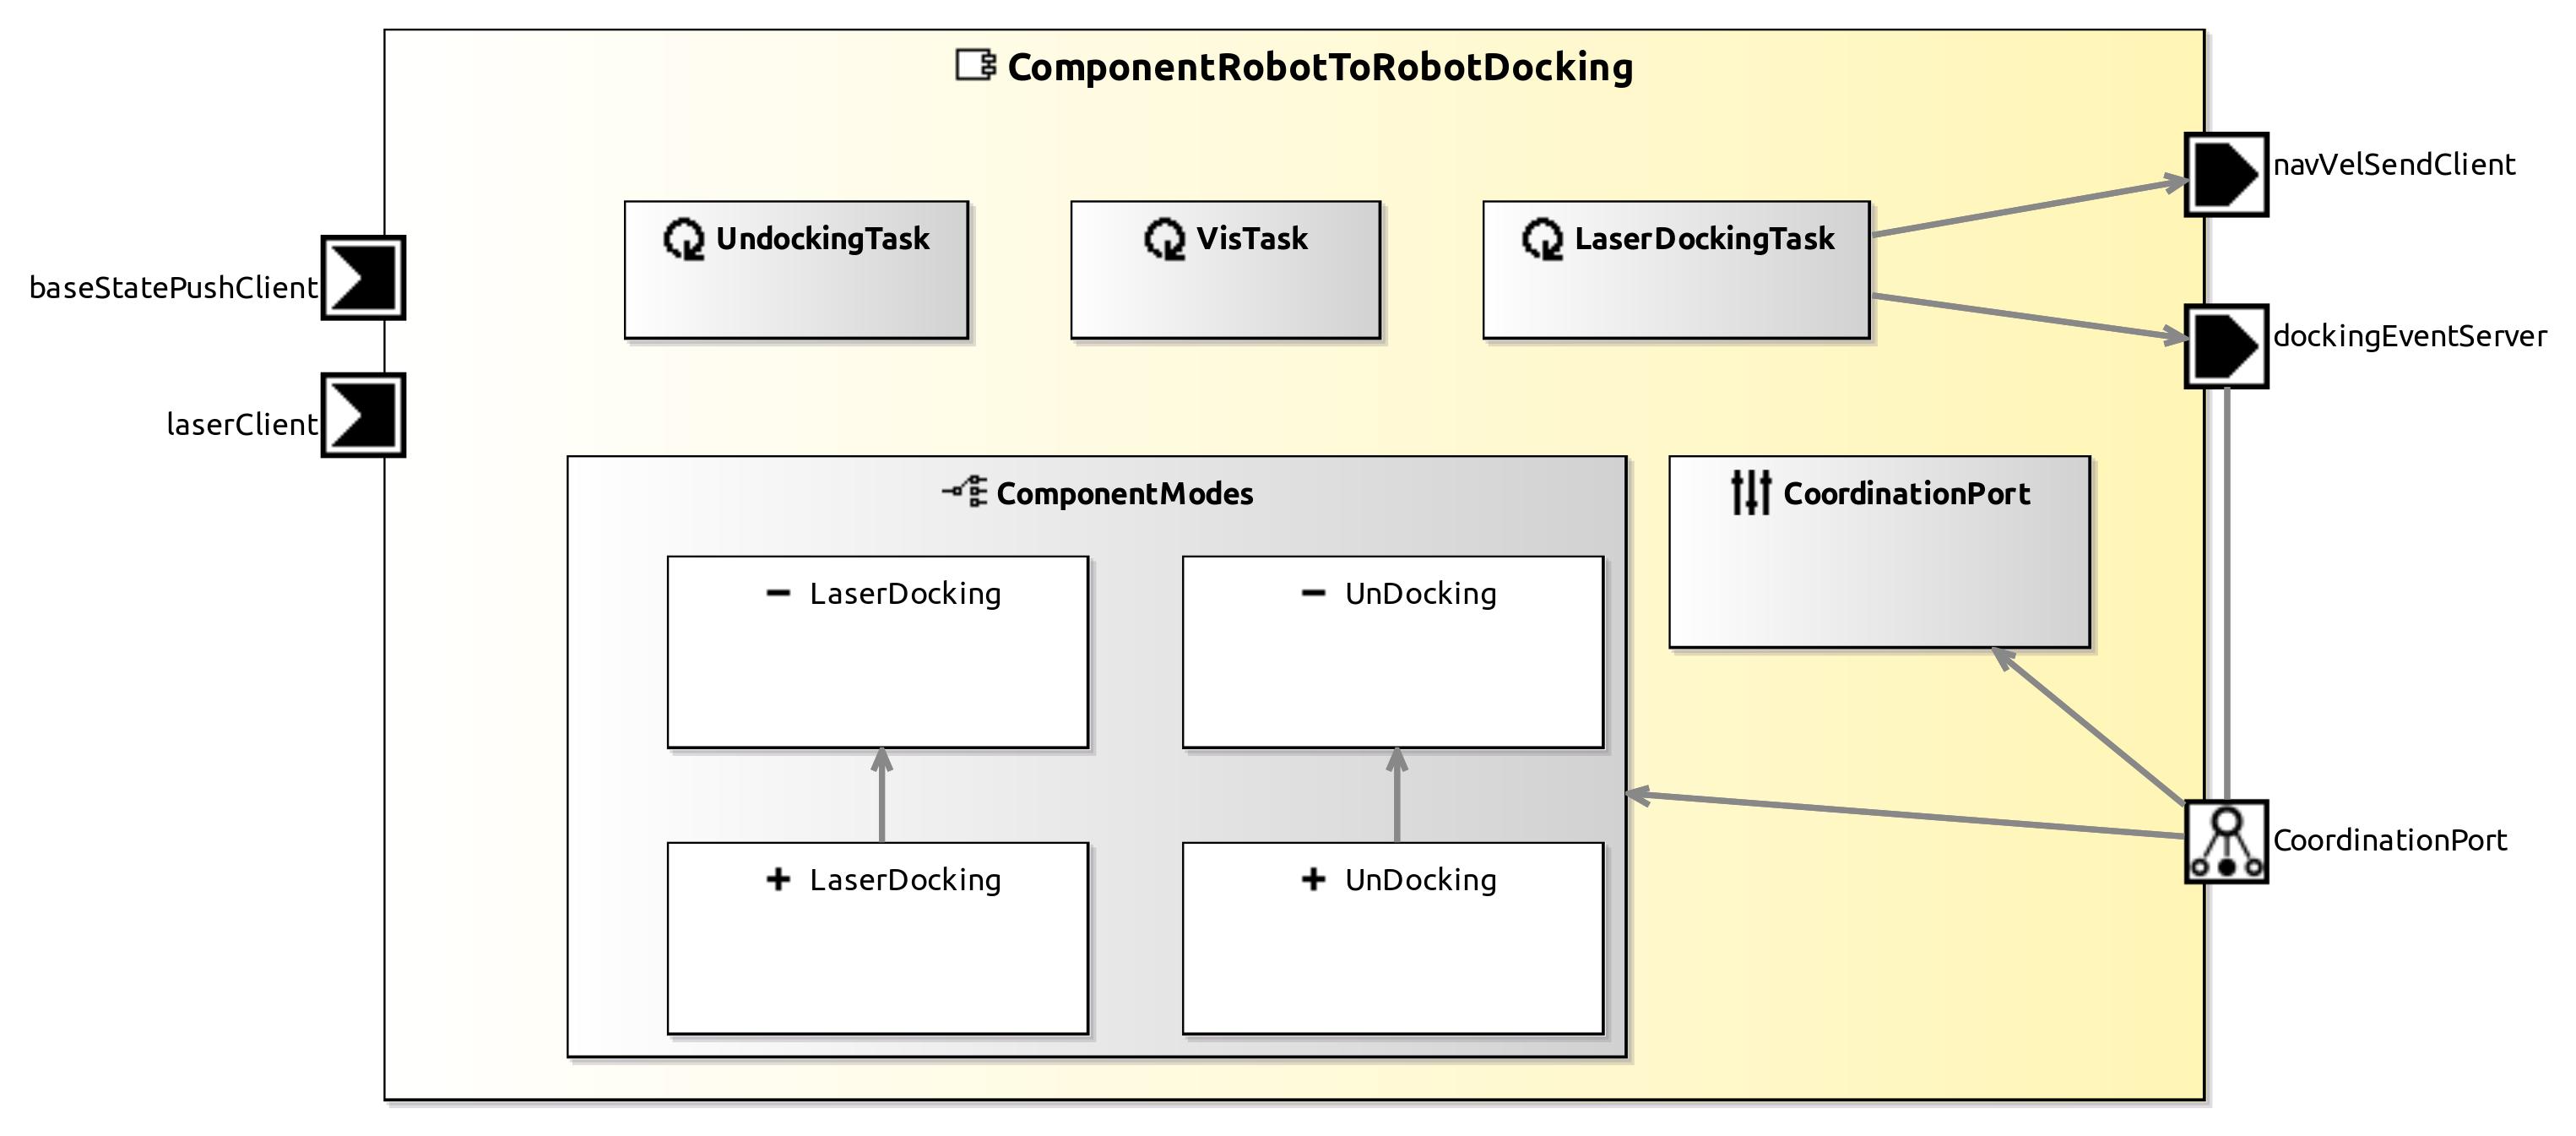 ComponentRobotToRobotDocking
navVelSendClient
UndockingTask
VisTask
LaserDockingTask
baseStatePushClient
dockingEventServer
laserClient
ComponentModes
CoordinationPort
LaserDocking
UnDocking
CoordinationPort
LaserDocking
UnDocking